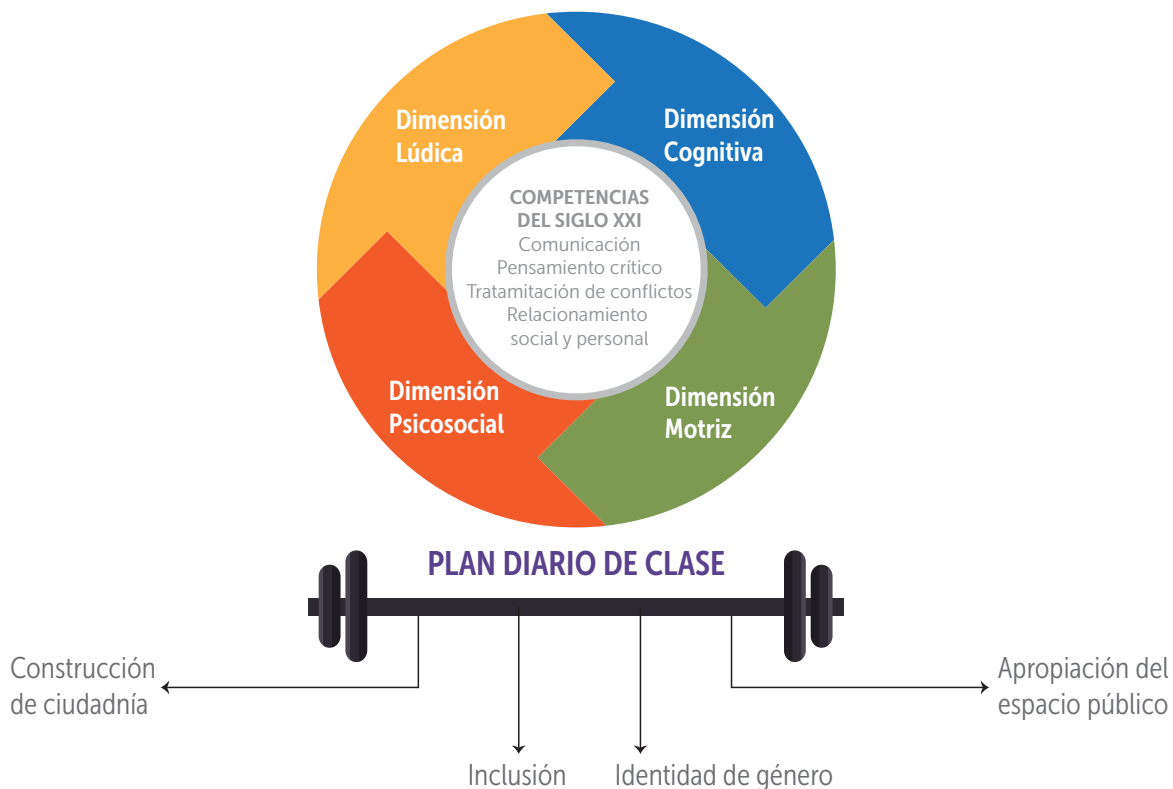 Dimensión
Lúdica
Dimensión
Cognitiva
COMPETENCIAS
DEL SIGLO XXI
Comunicación
Pensamiento crítico
Tratamitación de conflictos
Relacionamiento
social y personal
Dimensión
Psicosocial
Dimensión
Motriz
PLAN DIARIO DE CLASE
Construcción
de ciudadnía
Apropiación del
espacio público
Inclusión
Identidad de género